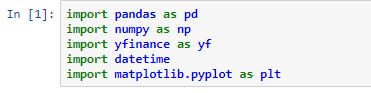 In [1]: import pandas as pd
import numpy as np
import yfinance as yf
import datetime
import matplotlib.pyplot as plt